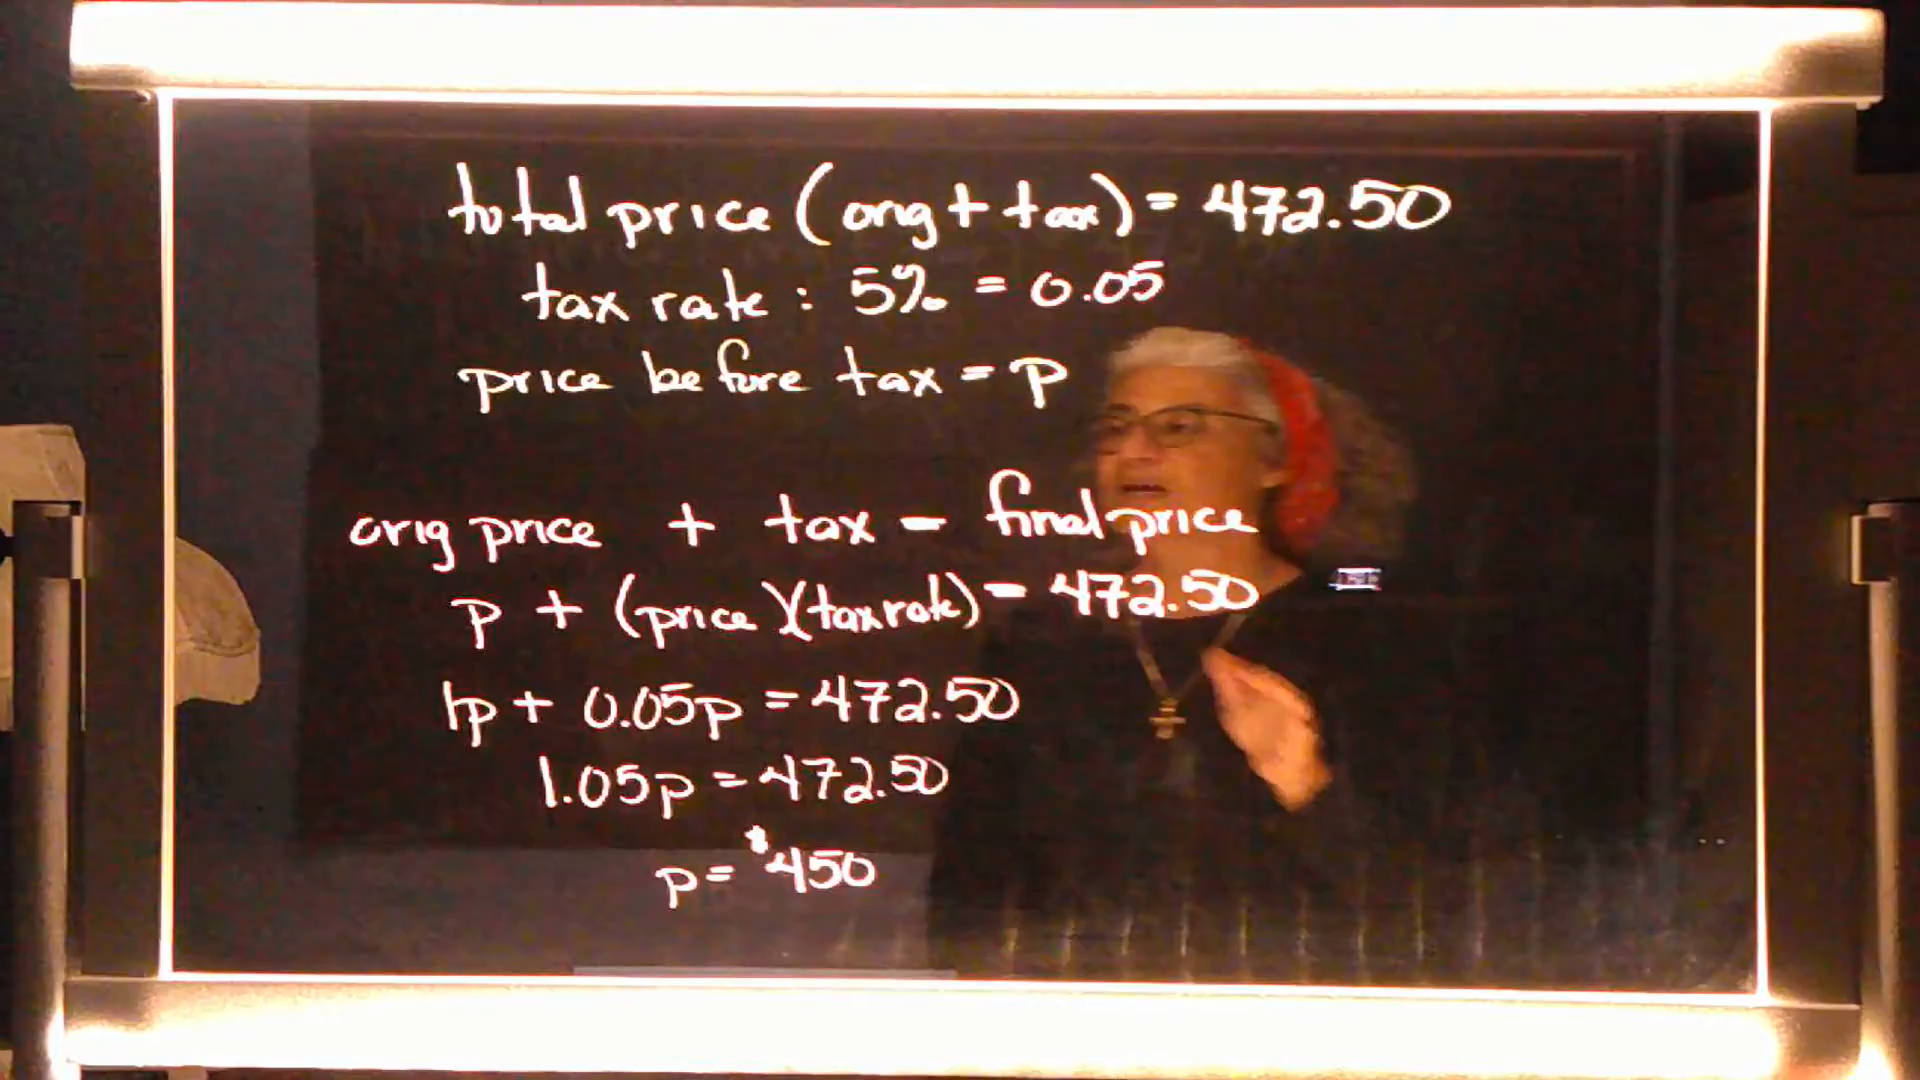 total price (orig + tax) = 472.50
tax rate : 5% = 0.05
price before tax = p
orig price + tax = final price
p + (price)(tax rate) = 472.50
1p + 0.05p = 472.50
1.05p = 472.50
p = $450